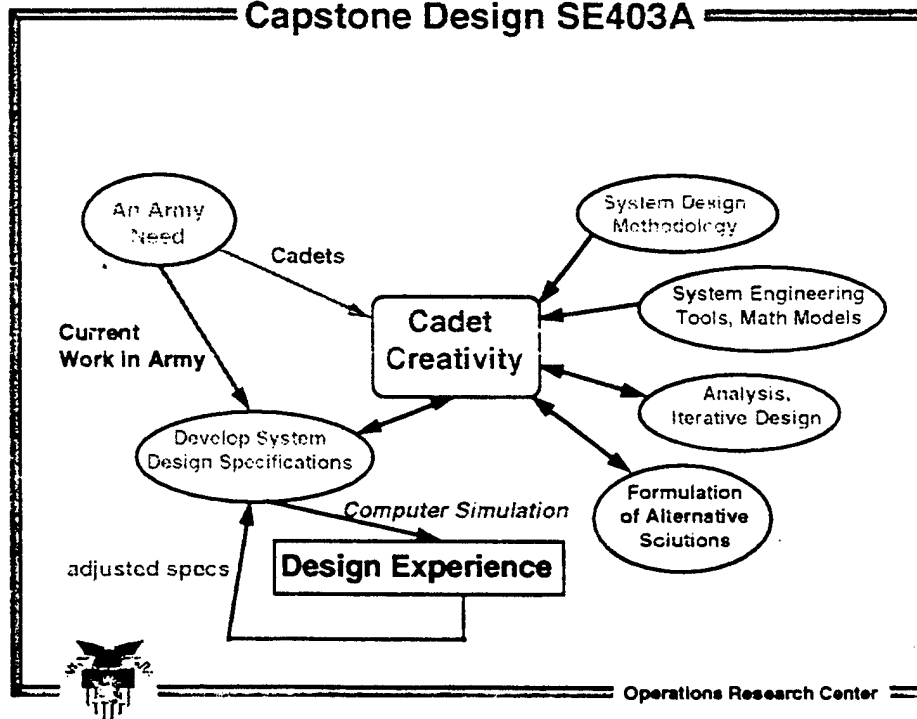 Capstone Design SE403A
An Army
Need
Cadets
System Design
Methodology
System Engineering
Tools, Math Models
Cadet
Creativity
Current
Work in Army
Analysis,
Iterative Design
Develop System
Design Specifications
Formulation
of Alternative
Sciutions
Computer Simulation
adjusted specs
Design Experience
Operations Research Center